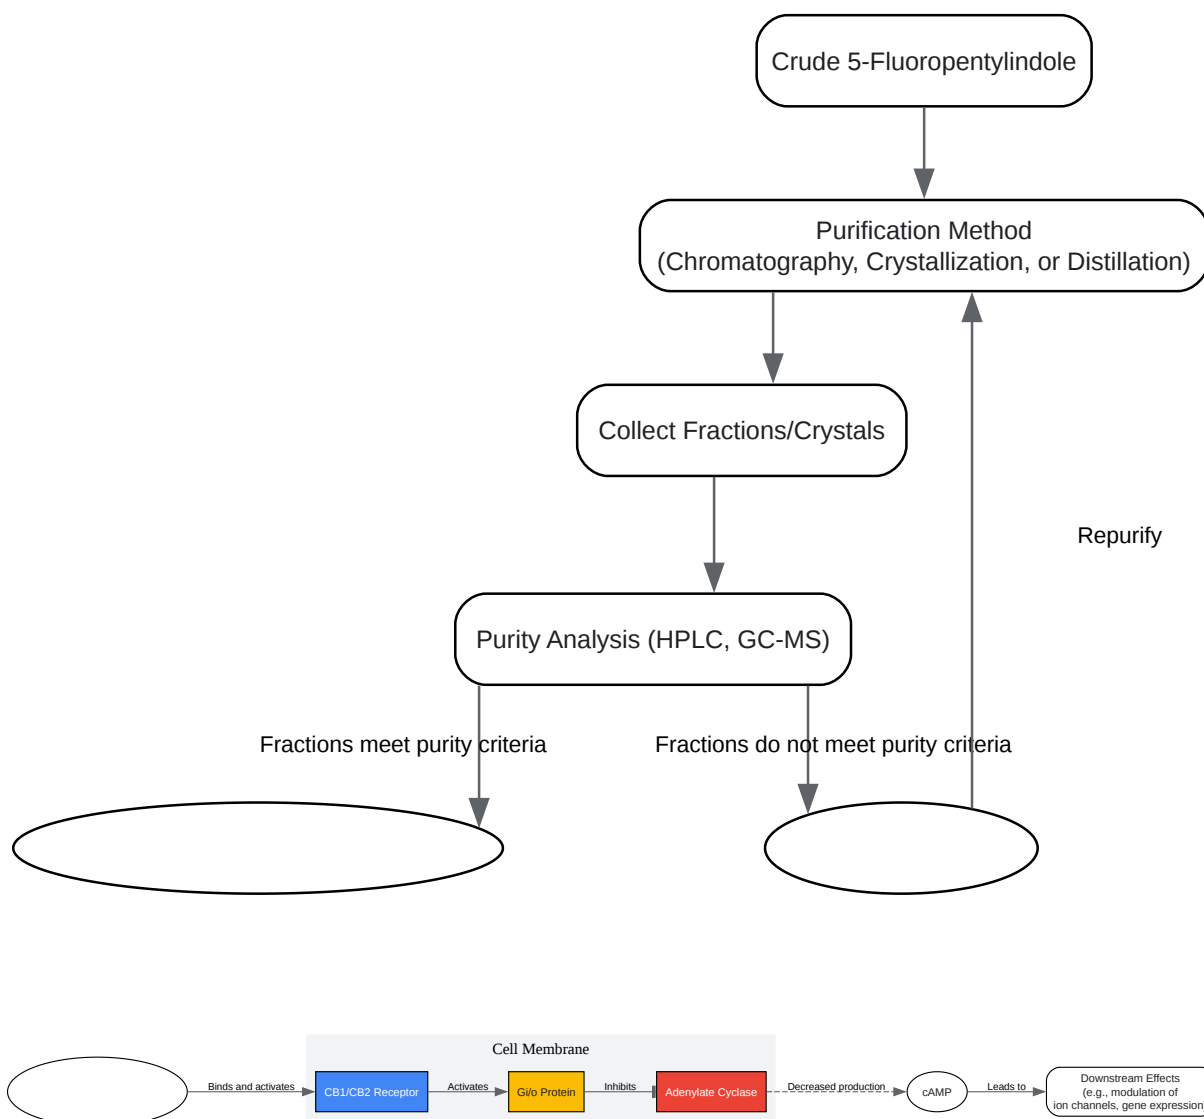 Crude 5-Fluoropentylindole
Purification Method
(Chromatography, Crystallization, or Distillation)
Collect Fractions/Crystals
Repurify
Purity Analysis (HPLC, GC-MS)
Fractions meet purity criteria
Fractions do not meet purity criteria
Cell Membrane
Binds and activates
CB1/CB2 Receptor
Activates
Gi/o Protein
Inhibits
Adenylate Cyclase
Decreased production
cAMP
Leads to
Downstream Effects
(e.g., modulation of
ion channels, gene expression